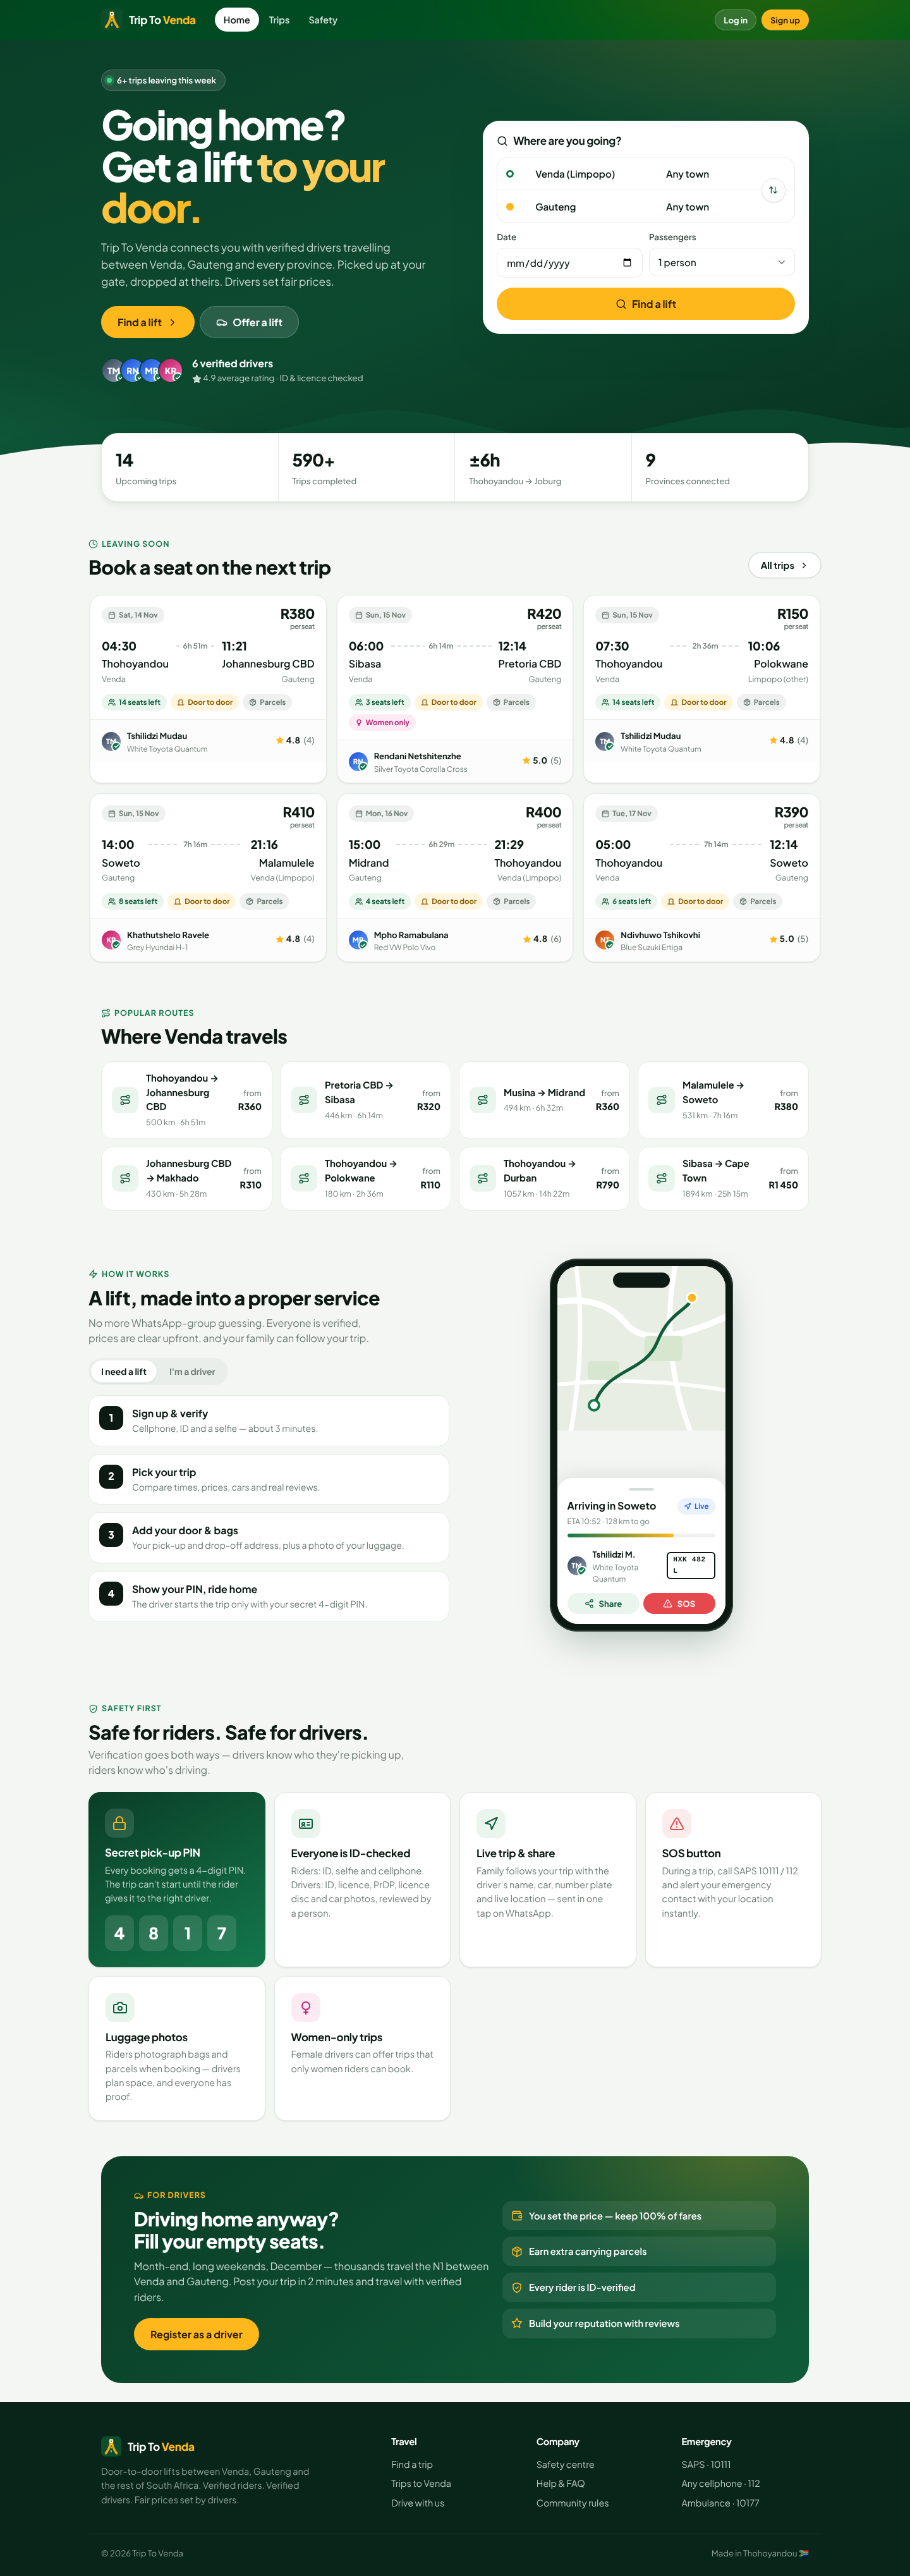 Trip To Venda
Home
Trips
Safety
Log in
Sign up
6+ trips leaving this week
Going home?
Get a lift to your
door.
Trip To Venda connects you with verified drivers travelling
between Venda, Gauteng and every province. Picked up at your
gate, dropped at theirs. Drivers set fair prices.
Find a lift
Offer a lift
TM RN MR KR
6 verified drivers
4.9 average rating · ID & licence checked
Where are you going?
Venda (Limpopo) Any town
Gauteng Any town
Date Passengers
mm/dd/yyyy 1 person
Find a lift
14
Upcoming trips
590+
Trips completed
±6h
Thohoyandou → Joburg
9
Provinces connected
LEAVING SOON
Book a seat on the next trip
All trips
Sat, 14 Nov R380
per seat
04:30 6h 51m 11:21
Thohoyandou Johannesburg CBD
Venda Gauteng
14 seats left Door to door Parcels
TM Tshilidzi Mudau 4.8 (4)
White Toyota Quantum
Sun, 15 Nov R420
per seat
06:00 6h 14m 12:14
Sibasa Pretoria CBD
Venda Gauteng
3 seats left Door to door Parcels
Women only
RN Rendani Netshitenzhe 5.0 (5)
Silver Toyota Corolla Cross
Sun, 15 Nov R150
per seat
07:30 2h 36m 10:06
Thohoyandou Polokwane
Venda Limpopo (other)
14 seats left Door to door Parcels
TM Tshilidzi Mudau 4.8 (4)
White Toyota Quantum
Sun, 15 Nov R410
per seat
14:00 7h 16m 21:16
Soweto Malamulele
Gauteng Venda (Limpopo)
8 seats left Door to door Parcels
KR Khathutshelo Ravele 4.8 (4)
Grey Hyundai H-1
Mon, 16 Nov R400
per seat
15:00 6h 29m 21:29
Midrand Thohoyandou
Gauteng Venda (Limpopo)
4 seats left Door to door Parcels
MR Mpho Ramabulana 4.8 (6)
Red VW Polo Vivo
Tue, 17 Nov R390
per seat
05:00 7h 14m 12:14
Thohoyandou Soweto
Venda Gauteng
6 seats left Door to door Parcels
NT Ndivhuwo Tshikovhi 5.0 (5)
Blue Suzuki Ertiga
POPULAR ROUTES
Where Venda travels
Thohoyandou →
Johannesburg
CBD
500 km · 6h 51m
from
R360
Pretoria CBD →
Sibasa
446 km · 6h 14m
from
R320
Musina → Midrand
494 km · 6h 32m
from
R360
Malamulele →
Soweto
531 km · 7h 16m
from
R380
Johannesburg CBD
→ Makhado
430 km · 5h 28m
from
R310
Thohoyandou →
Polokwane
180 km · 2h 36m
from
R110
Thohoyandou →
Durban
1057 km · 14h 22m
from
R790
Sibasa → Cape
Town
1894 km · 25h 15m
from
R1 450
HOW IT WORKS
A lift, made into a proper service
No more WhatsApp-group guessing. Everyone is verified,
prices are clear upfront, and your family can follow your trip.
I need a lift
I'm a driver
1 Sign up & verify
Cellphone, ID and a selfie — about 3 minutes.
2 Pick your trip
Compare times, prices, cars and real reviews.
3 Add your door & bags
Your pick-up and drop-off address, plus a photo of your luggage.
4 Show your PIN, ride home
The driver starts the trip only with your secret 4-digit PIN.
Arriving in Soweto
Live
ETA 10:52 · 128 km to go
TM Tshilidzi M.
White Toyota
Quantum
HXK 482
L
Share
SOS
SAFETY FIRST
Safe for riders. Safe for drivers.
Verification goes both ways — drivers know who they're picking up,
riders know who's driving.
Secret pick-up PIN
Every booking gets a 4-digit PIN.
The trip can't start until the rider
gives it to the right driver.
4 8 1 7
Everyone is ID-checked
Riders: ID, selfie and cellphone.
Drivers: ID, licence, PrDP, licence
disc and car photos, reviewed by
a person.
Live trip & share
Family follows your trip with the
driver's name, car, number plate
and live location — sent in one
tap on WhatsApp.
SOS button
During a trip, call SAPS 10111 / 112
and alert your emergency
contact with your location
instantly.
Luggage photos
Riders photograph bags and
parcels when booking — drivers
plan space, and everyone has
proof.
Women-only trips
Female drivers can offer trips that
only women riders can book.
FOR DRIVERS
Driving home anyway?
Fill your empty seats.
Month-end, long weekends, December — thousands travel the N1 between
Venda and Gauteng. Post your trip in 2 minutes and travel with verified
riders.
Register as a driver
You set the price — keep 100% of fares
Earn extra carrying parcels
Every rider is ID-verified
Build your reputation with reviews
Trip To Venda
Door-to-door lifts between Venda, Gauteng and
the rest of South Africa. Verified riders. Verified
drivers. Fair prices set by drivers.
Travel
Find a trip
Trips to Venda
Drive with us
Company
Safety centre
Help & FAQ
Community rules
Emergency
SAPS · 10111
Any cellphone · 112
Ambulance · 10177
© 2026 Trip To Venda
Made in Thohoyandou 🇿🇦